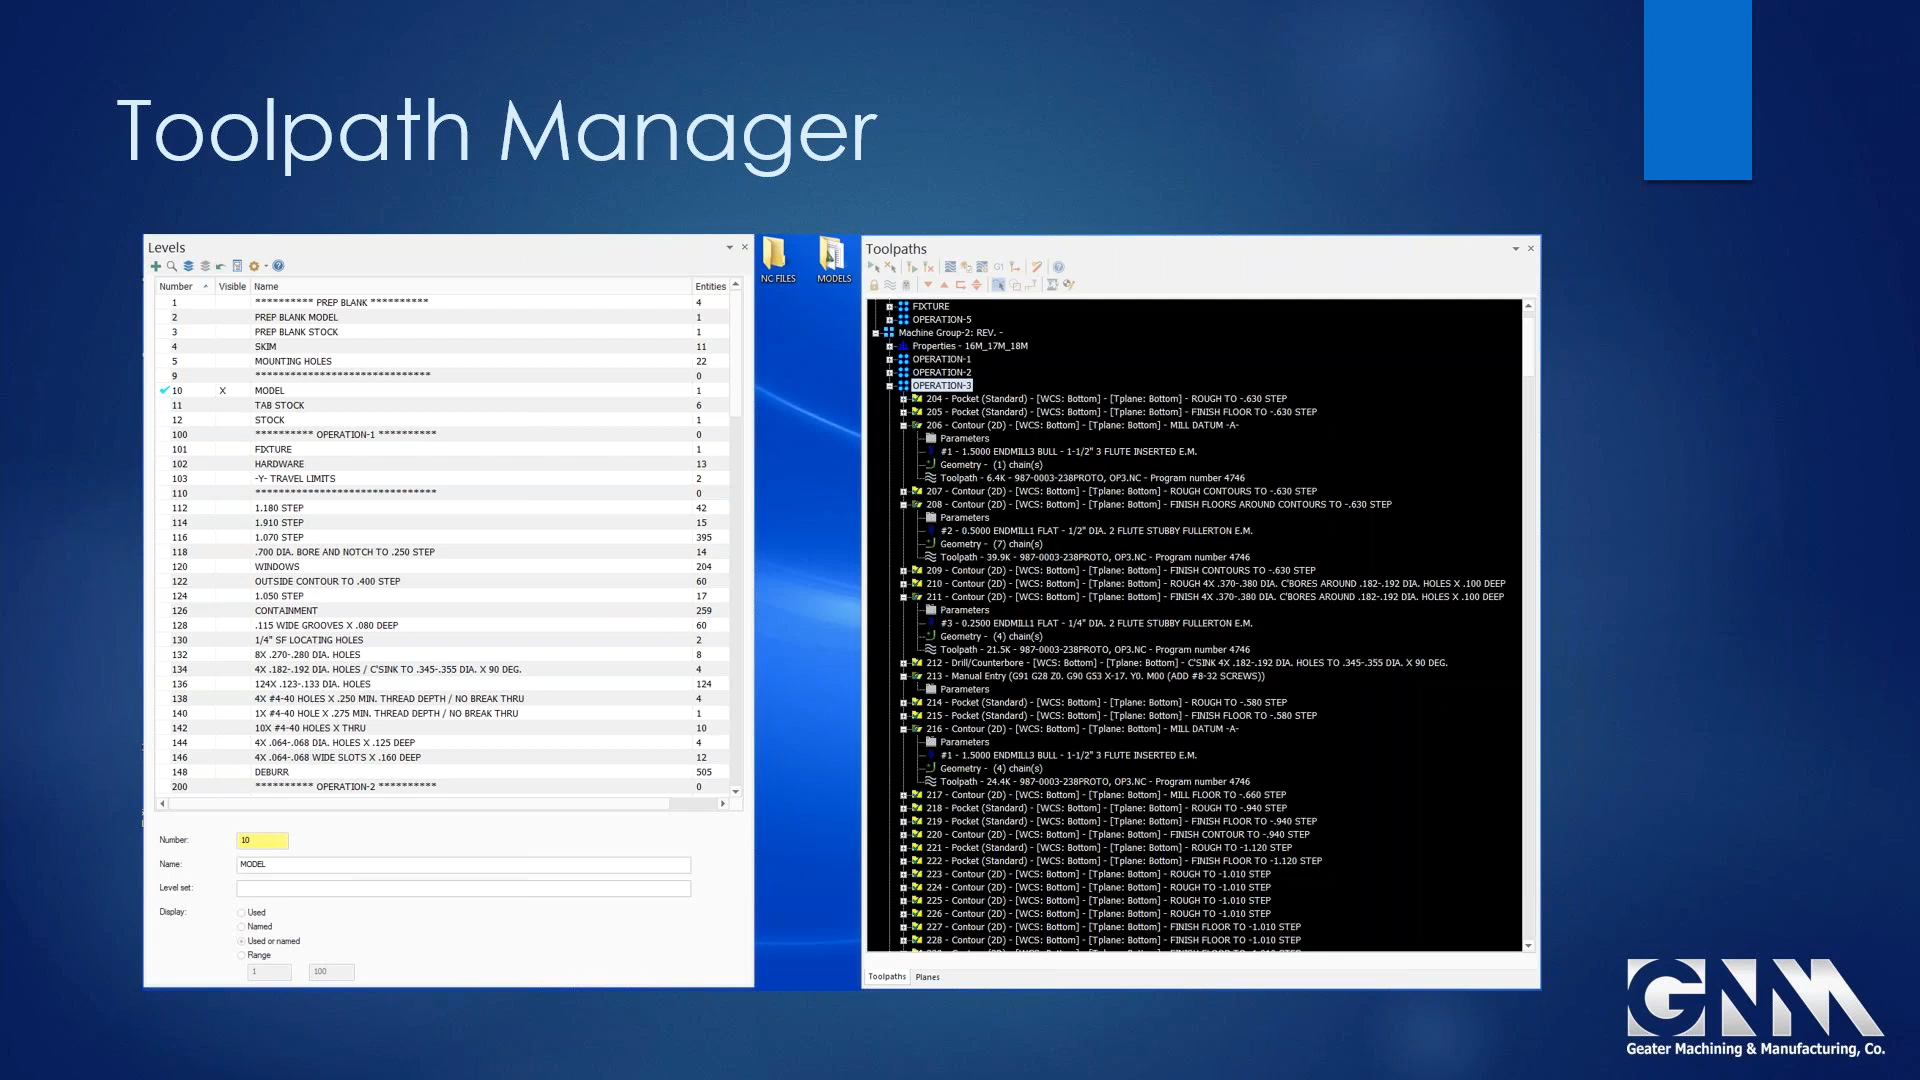 Toolpath Manager
Levels
Number Visible Name Entities
1 ********** PREP BLANK ********** 4
2 PREP BLANK MODEL 1
3 PREP BLANK STOCK 1
4 SKIM 11
5 MOUNTING HOLES 22
9 ****************************** 0
10 X MODEL 1
11 TAB STOCK 6
12 STOCK 1
100 ********** OPERATION-1 ********** 0
101 FIXTURE 1
102 HARDWARE 13
103 -Y- TRAVEL LIMITS 2
110 ******************************* 0
112 1.180 STEP 42
114 1.910 STEP 15
116 1.070 STEP 395
118 .700 DIA. BORE AND NOTCH TO .250 STEP 14
120 WINDOWS 204
122 OUTSIDE CONTOUR TO .400 STEP 60
124 1.050 STEP 17
126 CONTAINMENT 259
128 .115 WIDE GROOVES X .080 DEEP 60
130 1/4" SF LOCATING HOLES 2
132 8X .270-.280 DIA. HOLES 8
134 4X .182-.192 DIA. HOLES / C'SINK TO .345-.355 DIA. X 90 DEG. 4
136 124X .123-.133 DIA. HOLES 124
138 4X #4-40 HOLES X .250 MIN. THREAD DEPTH / NO BREAK THRU 4
140 1X #4-40 HOLE X .275 MIN. THREAD DEPTH / NO BREAK THRU 1
142 10X #4-40 HOLES X THRU 10
144 4X .064-.068 DIA. HOLES X .125 DEEP 4
146 4X .064-.068 WIDE SLOTS X .160 DEEP 12
148 DEBURR 505
200 ********** OPERATION-2 ********** 0
Number: 10
Name: MODEL
Level set:
Display: Used
Named
Used or named
Range
1 100
NC FILES MODELS
Toolpaths
G1
FIXTURE
OPERATION-5
Machine Group-2: REV. -
Properties - 16M_17M_18M
OPERATION-1
OPERATION-2
OPERATION-3
204 - Pocket (Standard) - [WCS: Bottom] - [Tplane: Bottom] - ROUGH TO -.630 STEP
205 - Pocket (Standard) - [WCS: Bottom] - [Tplane: Bottom] - FINISH FLOOR TO -.630 STEP
206 - Contour (2D) - [WCS: Bottom] - [Tplane: Bottom] - MILL DATUM -A-
Parameters
#1 - 1.5000 ENDMILL3 BULL - 1-1/2" 3 FLUTE INSERTED E.M.
Geometry - (1) chain(s)
Toolpath - 6.4K - 987-0003-238PROTO, OP3.NC - Program number 4746
207 - Contour (2D) - [WCS: Bottom] - [Tplane: Bottom] - ROUGH CONTOURS TO -.630 STEP
208 - Contour (2D) - [WCS: Bottom] - [Tplane: Bottom] - FINISH FLOORS AROUND CONTOURS TO -.630 STEP
Parameters
#2 - 0.5000 ENDMILL1 FLAT - 1/2" DIA. 2 FLUTE STUBBY FULLERTON E.M.
Geometry - (7) chain(s)
Toolpath - 39.9K - 987-0003-238PROTO, OP3.NC - Program number 4746
209 - Contour (2D) - [WCS: Bottom] - [Tplane: Bottom] - FINISH CONTOURS TO -.630 STEP
210 - Contour (2D) - [WCS: Bottom] - [Tplane: Bottom] - ROUGH 4X .370-.380 DIA. C'BORES AROUND .182-.192 DIA. HOLES X .100 DEEP
211 - Contour (2D) - [WCS: Bottom] - [Tplane: Bottom] - FINISH 4X .370-.380 DIA. C'BORES AROUND .182-.192 DIA. HOLES X .100 DEEP
Parameters
#3 - 0.2500 ENDMILL1 FLAT - 1/4" DIA. 2 FLUTE FULLERTON E.M.
Geometry - (4) chain(s)
Toolpath - 21.5K - 987-0003-238PROTO, OP3.NC - Program number 4746
212 - Drill/Counterbore - [WCS: Bottom] - [Tplane: Bottom] - C'SINK 4X .182-.192 DIA. HOLES TO .345-.355 DIA. X 90 DEG.
213 - Manual Entry (G91 G28 Z0. G90 G53 X-17. Y0. M00 (ADD #8-32 SCREWS))
Parameters
214 - Pocket (Standard) - [WCS: Bottom] - [Tplane: Bottom] - ROUGH TO -.580 STEP
215 - Pocket (Standard) - [WCS: Bottom] - [Tplane: Bottom] - FINISH FLOOR TO -.580 STEP
216 - Contour (2D) - [WCS: Bottom] - [Tplane: Bottom] - MILL DATUM -A-
Parameters
#1 - 1.5000 ENDMILL3 BULL - 1-1/2" 3 FLUTE INSERTED E.M.
Geometry - (4) chain(s)
Toolpath - 24.4K - 987-0003-238PROTO, OP3.NC - Program number 4746
217 - Contour (2D) - [WCS: Bottom] - [Tplane: Bottom] - MILL FLOOR TO -.660 STEP
218 - Pocket (Standard) - [WCS: Bottom] - [Tplane: Bottom] - ROUGH TO -.940 STEP
219 - Pocket (Standard) - [WCS: Bottom] - [Tplane: Bottom] - FINISH FLOOR TO -.940 STEP
220 - Contour (2D) - [WCS: Bottom] - [Tplane: Bottom] - FINISH CONTOUR TO -.940 STEP
221 - Pocket (Standard) - [WCS: Bottom] - [Tplane: Bottom] - ROUGH TO -1.120 STEP
222 - Pocket (Standard) - [WCS: Bottom] - [Tplane: Bottom] - FINISH FLOOR TO -1.120 STEP
223 - Contour (2D) - [WCS: Bottom] - [Tplane: Bottom] - ROUGH TO -1.010 STEP
224 - Contour (2D) - [WCS: Bottom] - [Tplane: Bottom] - ROUGH TO -1.010 STEP
225 - Contour (2D) - [WCS: Bottom] - [Tplane: Bottom] - ROUGH TO -1.010 STEP
226 - Contour (2D) - [WCS: Bottom] - [Tplane: Bottom] - ROUGH TO -1.010 STEP
227 - Contour (2D) - [WCS: Bottom] - [Tplane: Bottom] - FINISH FLOOR TO -1.010 STEP
228 - Contour (2D) - [WCS: Bottom] - [Tplane: Bottom] - FINISH FLOOR TO -1.010 STEP
Toolpaths Planes
GMM
Geater Machining & Manufacturing, Co.